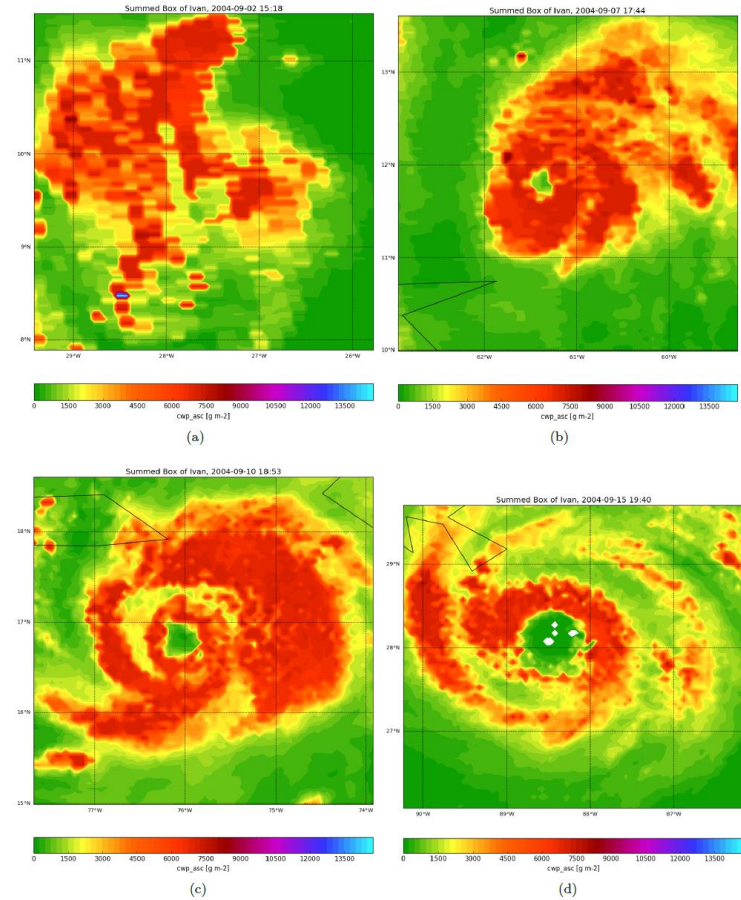 Summed Box of Ivan, 2004-09-02 15:18
11°N
10°N
9°N
8°N
29°W 28°W 27°W 26°W
0 1500 3000 4500 6000 7500 9000 10500 12000 13500
cwp_asc [g m-2]
(a)
Summed Box of Ivan, 2004-09-07 17:44
13°N
12°N
11°N
10°N
62°W 61°W 60°W
0 1500 3000 4500 6000 7500 9000 10500 12000 13500
cwp_asc [g m-2]
(b)
Summed Box of Ivan, 2004-09-10 18:53
18°N
17°N
16°N
15°N
77°W 76°W 75°W 74°W
0 1500 3000 4500 6000 7500 9000 10500 12000 13500
cwp_asc [g m-2]
(c)
Summed Box of Ivan, 2004-09-15 19:40
29°N
28°N
27°N
90°W 89°W 88°W 87°W
0 1500 3000 4500 6000 7500 9000 10500 12000 13500
cwp_asc [g m-2]
(d)